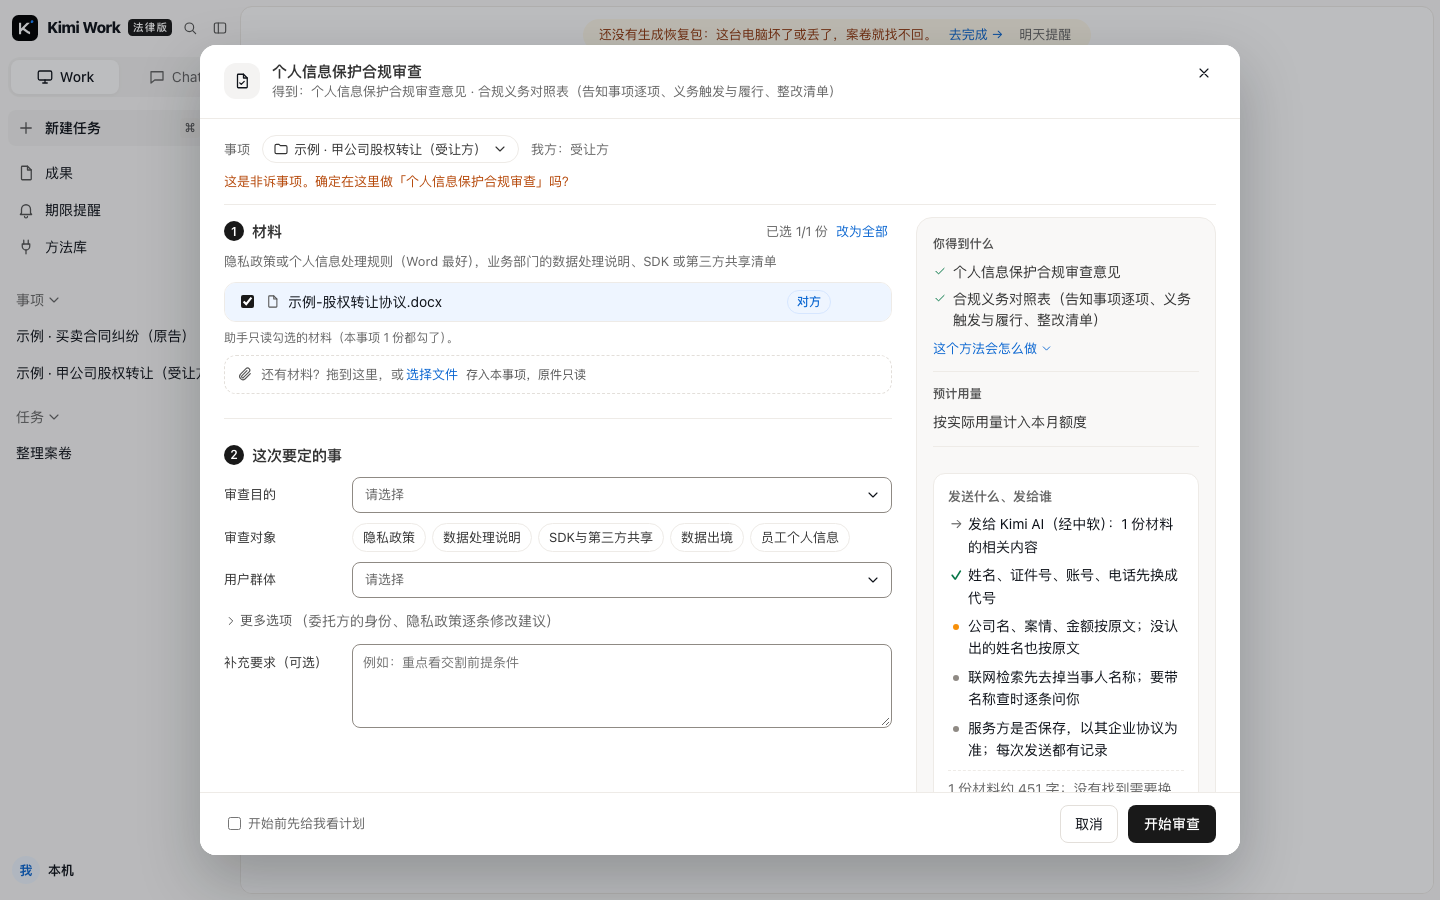 Kimi Work 法律版
还没有生成恢复包：这台电脑坏了或丢了，案卷就找不回。 去完成 → 明天提醒
Work
Chat
新建任务 ⌘
成果
期限提醒
方法库
事项
示例 · 买卖合同纠纷（原告）
示例 · 甲公司股权转让（受让
任务
整理案卷
我 本机
个人信息保护合规审查
得到：个人信息保护合规审查意见 · 合规义务对照表（告知事项逐项、义务触发与履行、整改清单）
事项 示例 · 甲公司股权转让（受让方） 我方：受让方
这是非诉事项。确定在这里做「个人信息保护合规审查」吗？
1 材料 已选 1/1 份 改为全部
隐私政策或个人信息处理规则（Word 最好），业务部门的数据处理说明、SDK 或第三方共享清单
示例-股权转让协议.docx 对方
助手只读勾选的材料（本事项 1 份都勾了）。
还有材料？拖到这里，或 选择文件 存入本事项，原件只读
2 这次要定的事
审查目的 请选择
审查对象 隐私政策 数据处理说明 SDK与第三方共享 数据出境 员工个人信息
用户群体 请选择
更多选项（委托方的身份、隐私政策逐条修改建议）
补充要求（可选） 例如：重点看交割前提条件
你得到什么
个人信息保护合规审查意见
合规义务对照表（告知事项逐项、义务
触发与履行、整改清单）
这个方法会怎么做
预计用量
按实际用量计入本月额度
发送什么、发给谁
→ 发给 Kimi AI（经中软）：1 份材料
的相关内容
姓名、证件号、账号、电话先换成
代号
公司名、案情、金额按原文；没认
出的姓名也按原文
联网检索先去掉当事人名称；要带
名称查时逐条问你
服务方是否保存，以其企业协议为
准；每次发送都有记录
1 份材料约 451 字；没有找到需要换
开始前先给我看计划
取消 开始审查